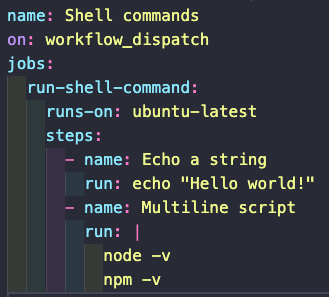 name: Shell commands
on: workflow_dispatch
jobs:
  run-shell-command:
    runs-on: ubuntu-latest
    steps:
      - name: Echo a string
        run: echo "Hello world!"
      - name: Multiline script
        run: |
          node -v
          npm -v